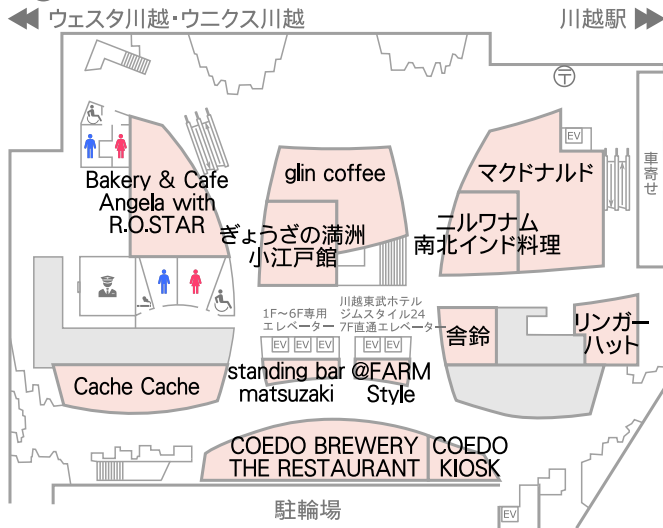 ◀◀ ウェスタ川越・ウニクス川越
川越駅 ▶▶
〒
EV
車寄せ
Bakery & Cafe
Angela with
R.O.STAR
glin coffee
マクドナルド
ぎょうざの満洲
小江戸館
ニルワナム
南北インド料理
1F～6F専用
エレベーター
川越東武ホテル
ジムスタイル24
7F直通エレベーター
EV EV EV
EV EV
舎鈴
リンガー
ハット
Cache Cache
standing bar
matsuzaki
@FARM
Style
COEDO BREWERY
THE RESTAURANT
COEDO
KIOSK
駐輪場
EV